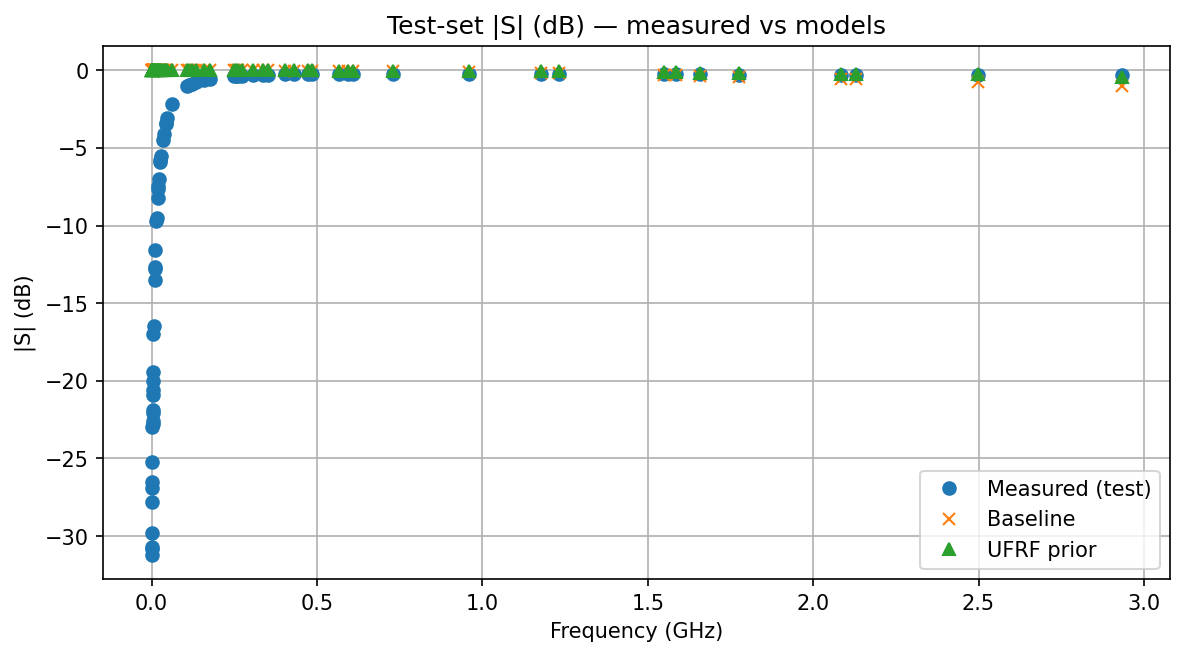 Test-set |S| (dB) — measured vs models
|S| (dB)
0
−5
−10
−15
−20
−25
−30
0.0 0.5 1.0 1.5 2.0 2.5 3.0
Frequency (GHz)
Measured (test)
Baseline
UFRF prior